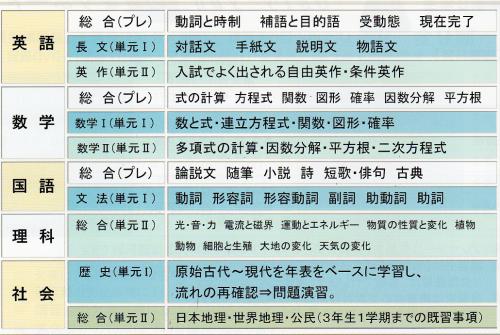 英語
総 合(プレ) 動詞と時制 補語と目的語 受動態 現在完了
長 文(単元Ⅰ) 対話文 手紙文 説明文 物語文
英 作(単元Ⅱ) 入試でよく出される自由英作・条件英作
数学
総 合(プレ) 式の計算 方程式 関数 図形 確率 因数分解 平方根
数学Ⅰ(単元Ⅰ) 数と式・連立方程式・関数・図形・確率
数学Ⅱ(単元Ⅱ) 多項式の計算・因数分解・平方根・二次方程式
国語
総 合(プレ) 論説文 随筆 小説 詩 短歌・俳句 古典
文 法(単元Ⅰ) 動詞 形容詞 形容動詞 副詞 助動詞 助詞
理科
総 合(単元Ⅱ) 光・音・力 電流と磁界 運動とエネルギー 物質の性質と変化 植物
動物 細胞と生殖 大地の変化 天気の変化
社会
歴 史(単元Ⅰ) 原始古代～現代を年表をベースに学習し、
流れの再確認⇒問題演習。
総 合(単元Ⅱ) 日本地理・世界地理・公民(3年生1学期までの既習事項)